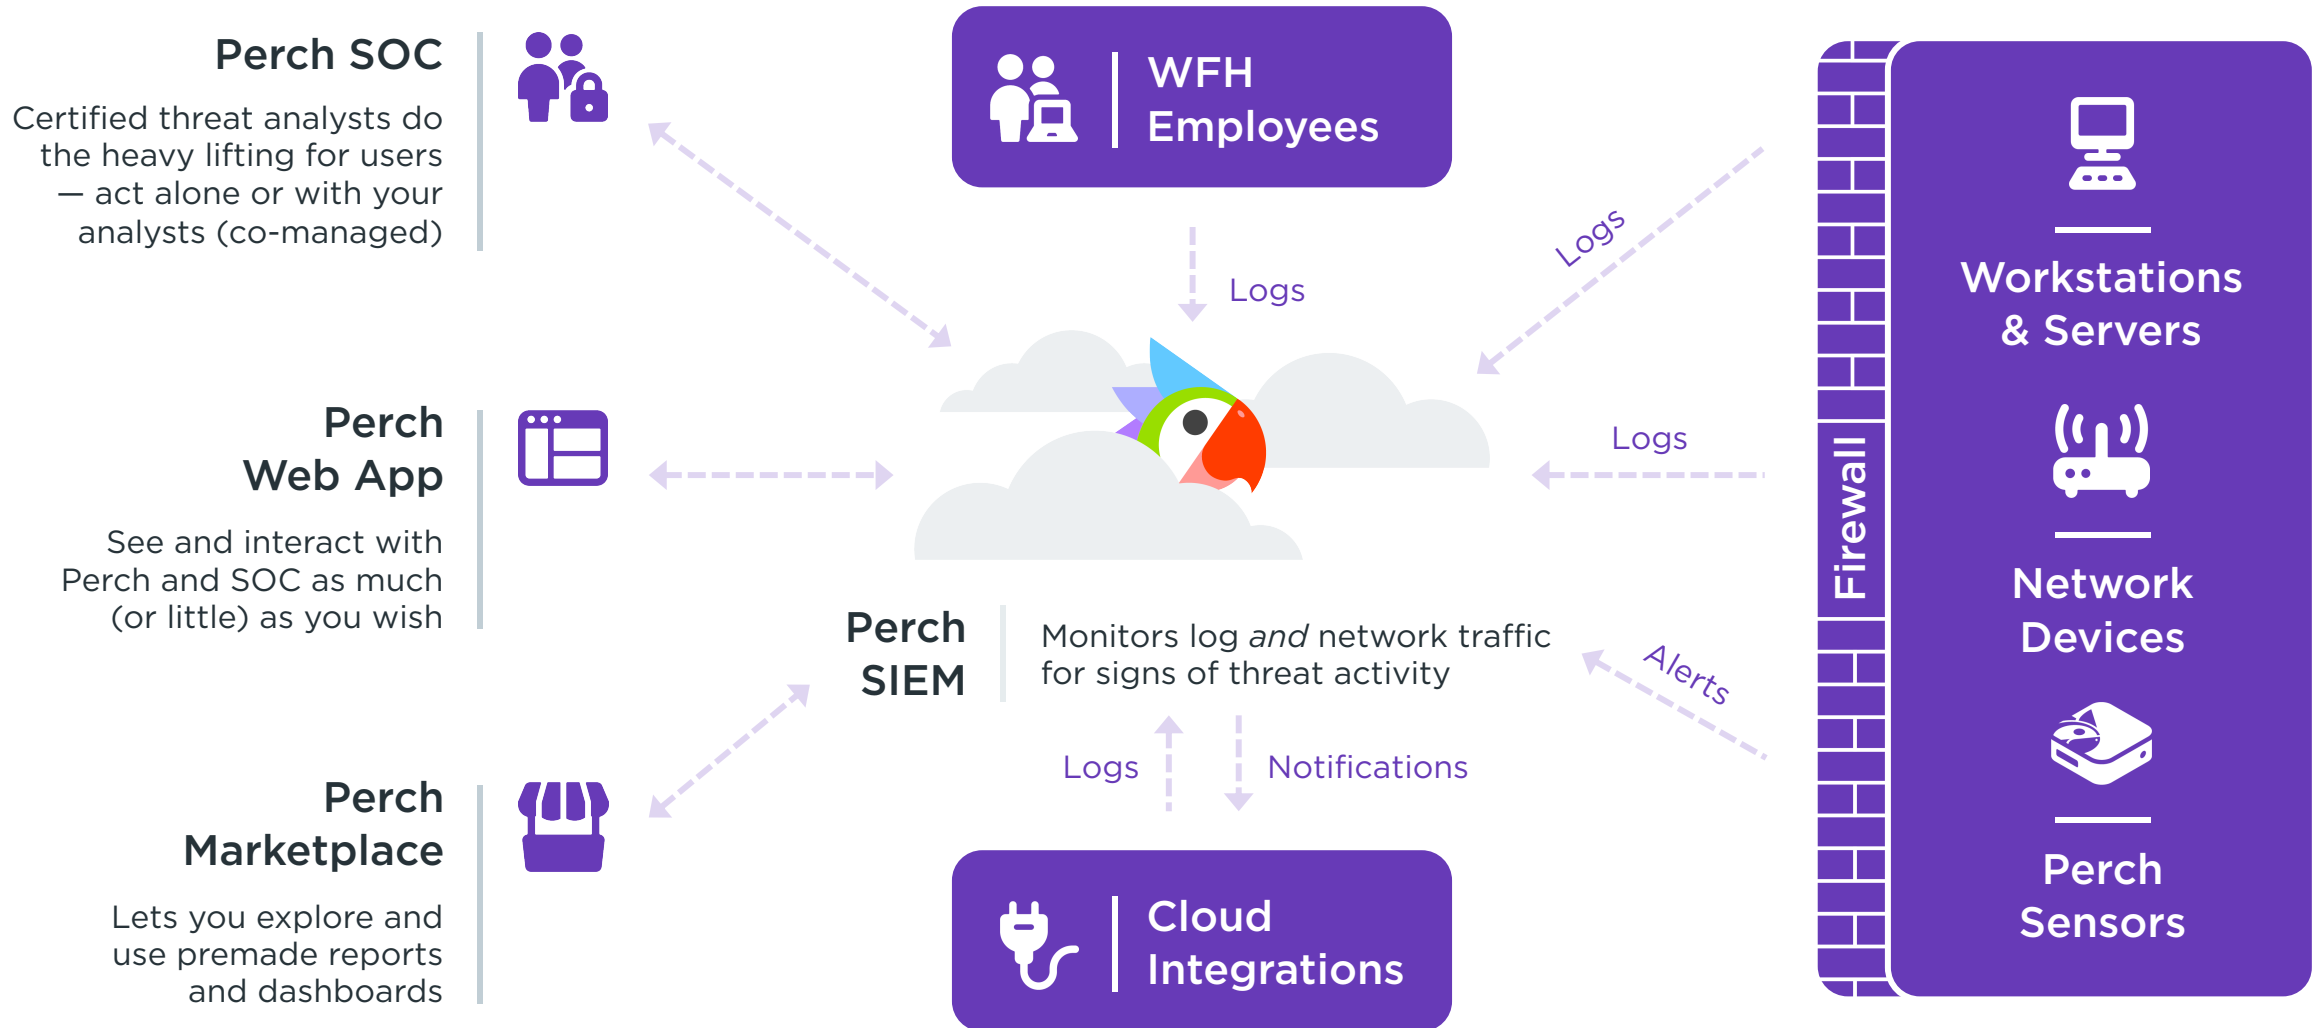 Perch SOC
Certified threat analysts do
the heavy lifting for users
— act alone or with your
analysts (co-managed)
Perch
Web App
See and interact with
Perch and SOC as much
(or little) as you wish
Perch
Marketplace
Lets you explore and
use premade reports
and dashboards
WFH
Employees
Logs
Perch
SIEM
Monitors log and network traffic
for signs of threat activity
Logs
Notifications
Cloud
Integrations
Logs
Logs
Alerts
Firewall
Workstations
& Servers
Network
Devices
Perch
Sensors